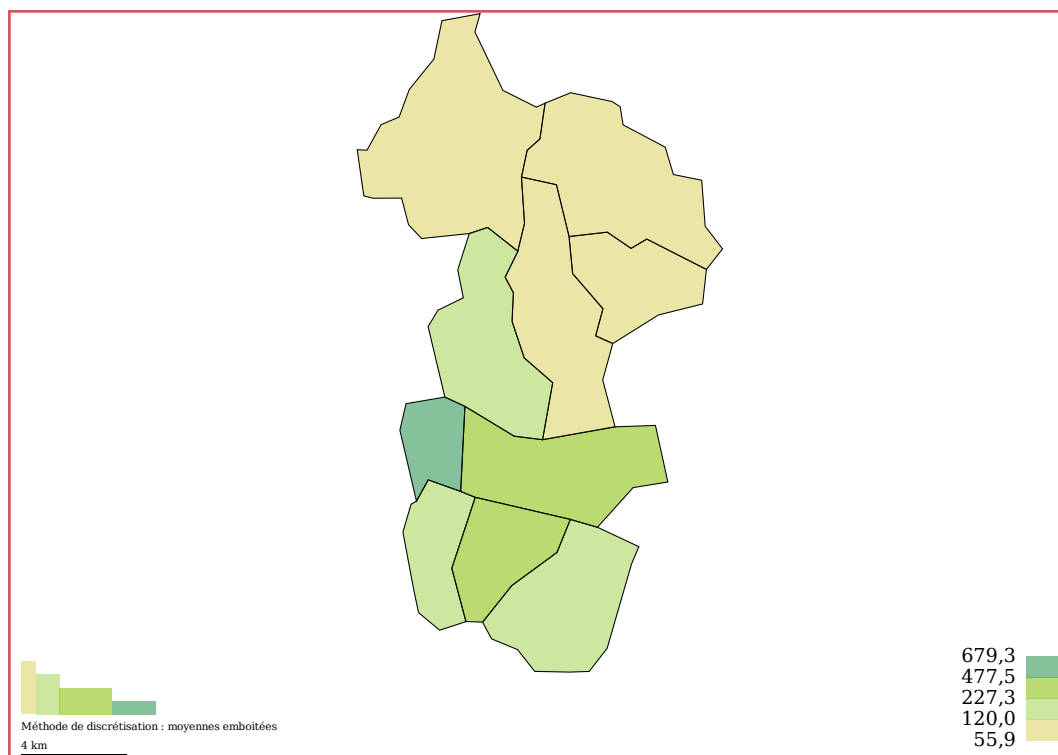 679,3
477,5
227,3
120,0
55,9
Méthode de discrétisation : moyennes emboitées
4 km